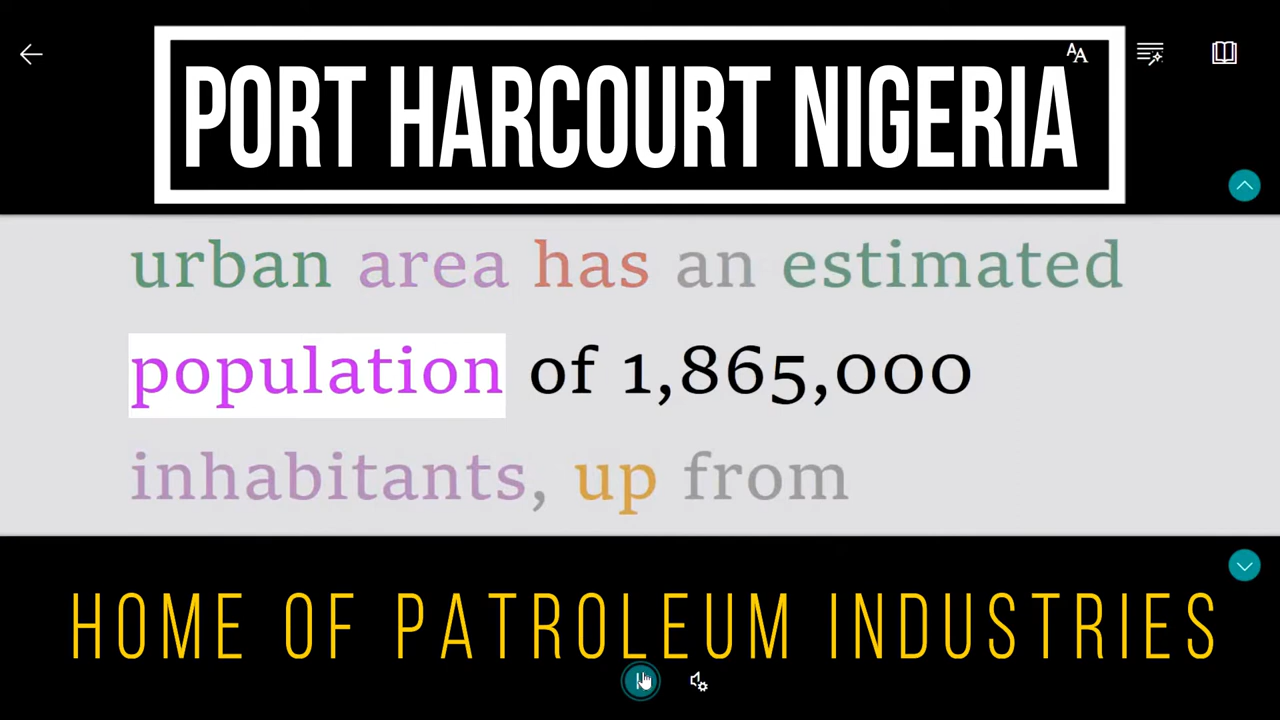 PORT HARCOURT NIGERIA
urban area has an estimated
population of 1,865,000
inhabitants, up from
HOME OF PATROLEUM INDUSTRIES